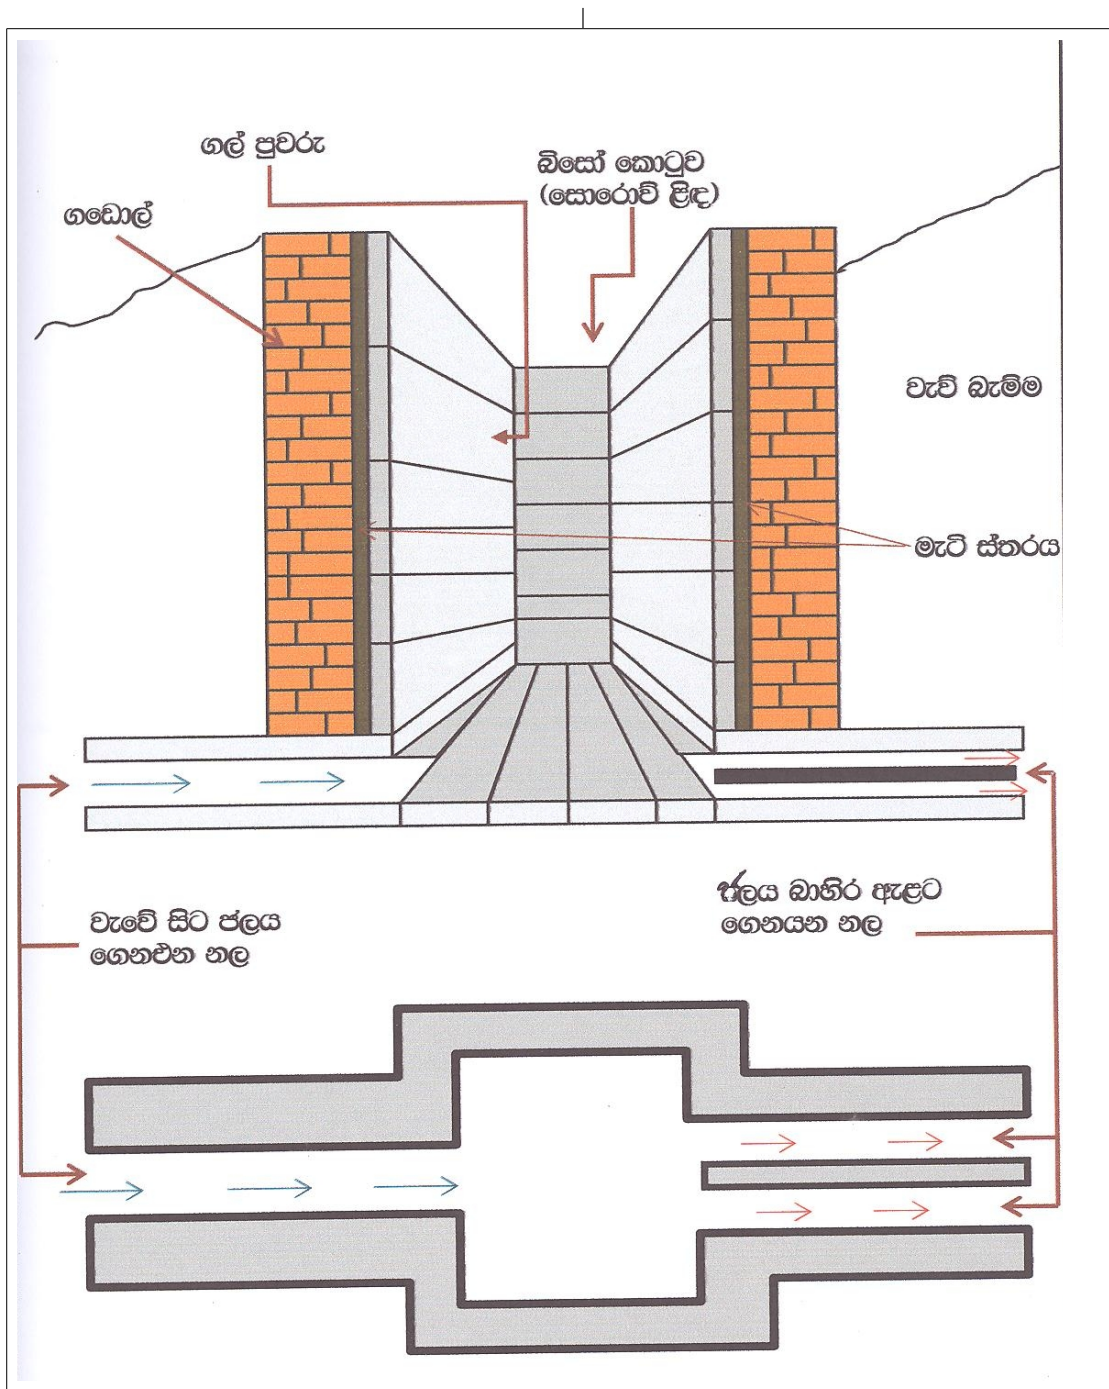 ගල් පුවරු
බිසෝ කොටුව
(සොරොව් ළිඳ)
ගඩොල්
වැව් බැම්ම
මැටි ස්තරය
ජලය බාහිර ඇළට
ගෙනයන නල
වැවේ සිට ජලය
ගෙනඑන නල